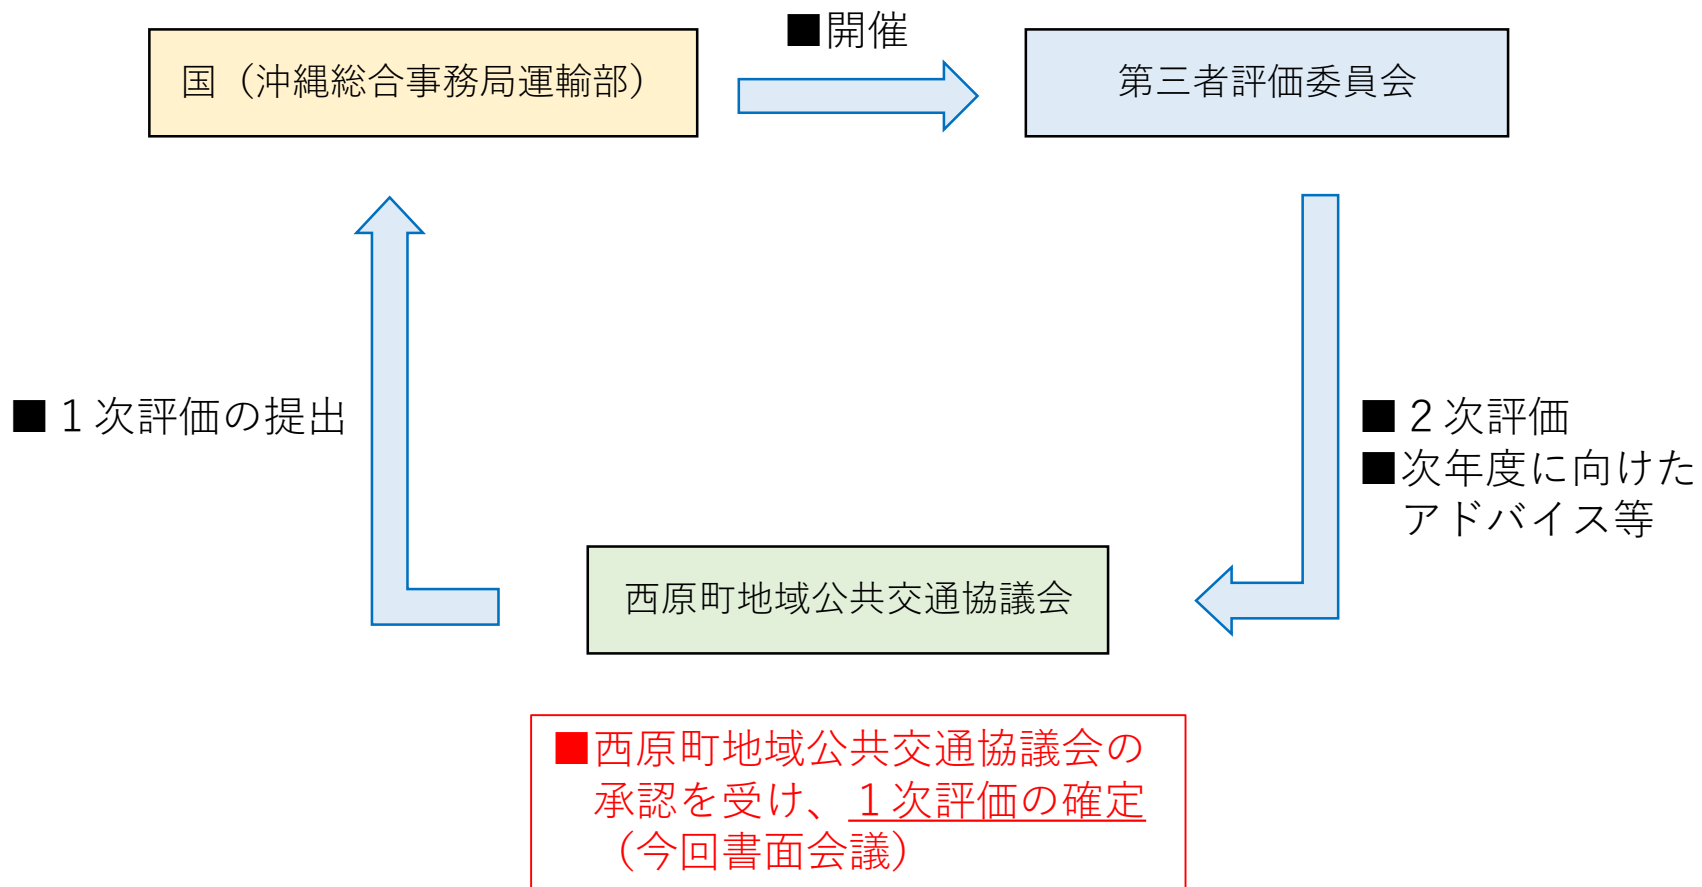 ■開催
国（沖縄総合事務局運輸部）
第三者評価委員会
■１次評価の提出
■２次評価
■次年度に向けた
アドバイス等
西原町地域公共交通協議会
■西原町地域公共交通協議会の
承認を受け、１次評価の確定
（今回書面会議）